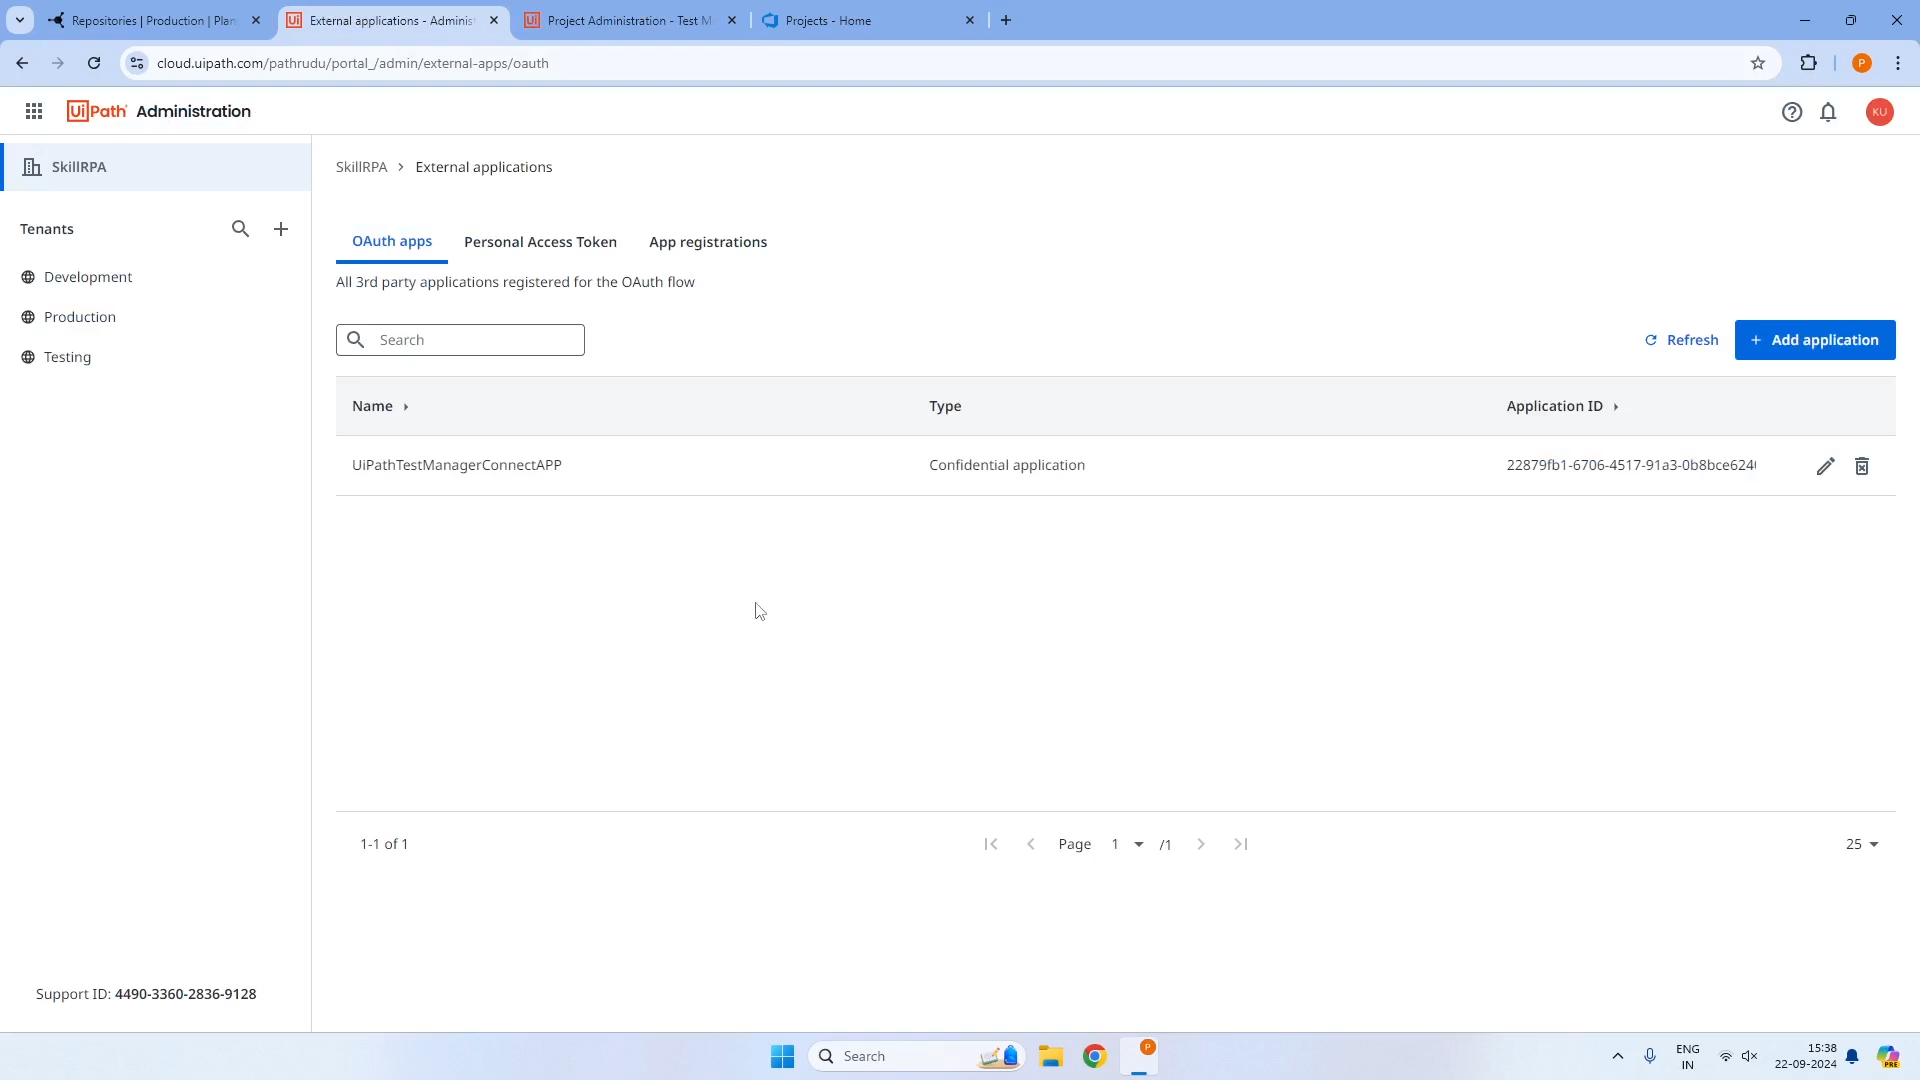 Repositories | Production | Plan
External applications - Adminis
Project Administration - Test M
Projects - Home
cloud.uipath.com/pathrudu/portal_/admin/external-apps/oauth
P
UiPath Administration
KU
SkillRPA
SkillRPA > External applications
Tenants
Development
Production
Testing
OAuth apps
Personal Access Token
App registrations
All 3rd party applications registered for the OAuth flow
Search
Refresh
+ Add application
Name
Type
Application ID
UiPathTestManagerConnectAPP
Confidential application
22879fb1-6706-4517-91a3-0b8bce624
1-1 of 1
Page 1 /1
25
Support ID: 4490-3360-2836-9128
Search
P
ENG
IN
15:38
22-09-2024
PRE